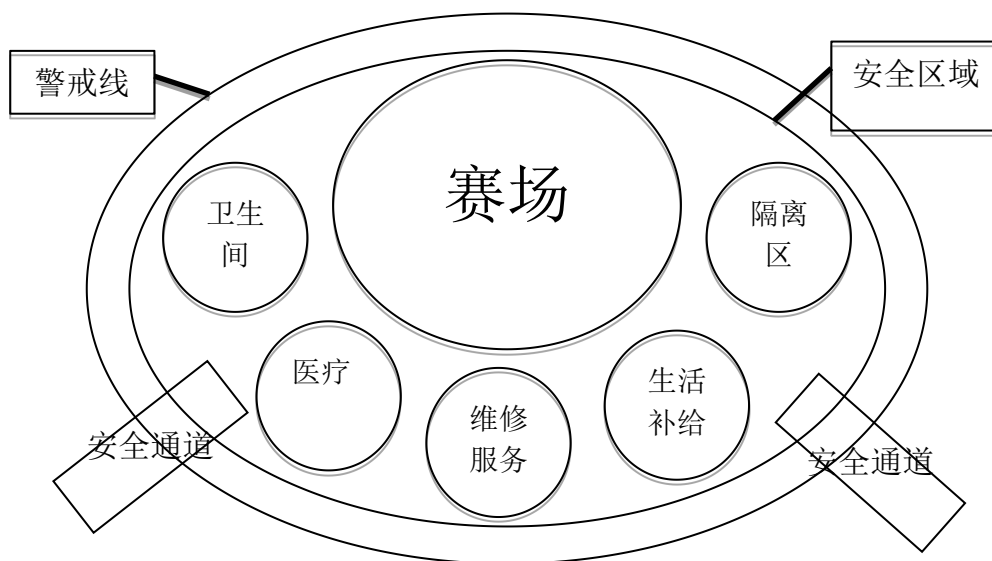 警戒线
安全区域
赛场
卫生
间
隔离
区
医疗
维修
服务
生活
补给
安全通道
安全通道